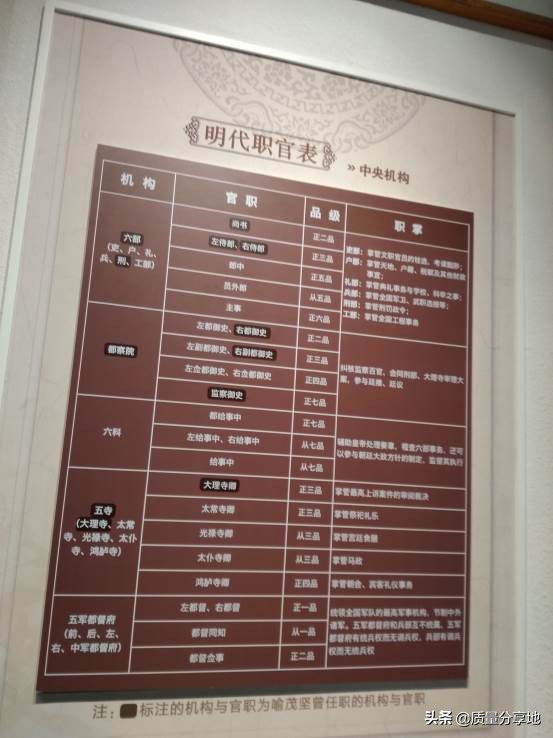 明代职官表
»中央机构
机构 官职 品级 职掌
六部
（吏、户、礼、
兵、刑、工部）
尚书 正二品
左侍郎、右侍郎 正三品
郎中 正五品
员外郎 从五品
主事 正六品
吏部：掌管文职官员的甄选、考课黜陟；
户部：掌管天地、户籍、税赋及其他财政
事宜；
礼部：掌管典礼事务与学校、科举之事；
兵部：掌管全国军卫、武职选授等；
刑部：掌管刑罚政令；
工部：掌管全国工程事务
都察院
左都御史、右都御史 正二品
左副都御史、右副都御史 正三品
左佥都御史、右佥都御史 正四品
监察御史 正七品
纠核监察百官、会同刑部、大理寺审理大
案，参与廷推、廷议
六科
都给事中 正七品
左给事中、右给事中 从七品
给事中 从七品
辅助皇帝处理奏章，稽查六部事务，还可
以参与朝廷大政方针的制定，监督其执行
五寺
（大理寺、太常
寺、光禄寺、太仆
寺、鸿胪寺）
大理寺卿 正三品 掌管最高上诉案件的审阅裁决
太常寺卿 正三品 掌管祭祀礼乐
光禄寺卿 从三品 掌管宫廷食膳
太仆寺卿 从三品 掌管马政
鸿胪寺卿 正四品 掌管朝会、宾客礼仪事务
五军都督府
（前、后、左、
右、中军都督府）
左都督、右都督 正一品
都督同知 从一品
都督佥事 正二品
统领全国军队的最高军事机构，节制中外
诸军。五军都督府和兵部互不统属，五军
都督府有统兵权而无调兵权，兵部有调兵
权而无统兵权
注：标注的机构与官职为喻茂坚曾任职的机构与官职
头条 @质量分享地